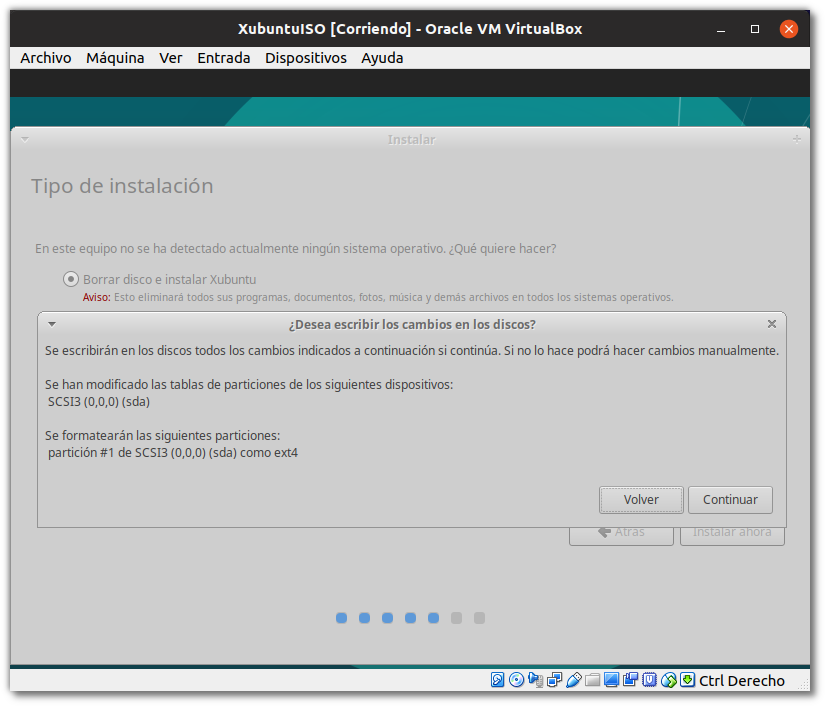 XubuntuISO [Corriendo] - Oracle VM VirtualBox
Archivo Máquina Ver Entrada Dispositivos Ayuda
Instalar
Tipo de instalación
En este equipo no se ha detectado actualmente ningún sistema operativo. ¿Qué quiere hacer?
Borrar disco e instalar Xubuntu
Aviso: Esto eliminará todos sus programas, documentos, fotos, música y demás archivos en todos los sistemas operativos.
¿Desea escribir los cambios en los discos?
Se escribirán en los discos todos los cambios indicados a continuación si continúa. Si no lo hace podrá hacer cambios manualmente.
Se han modificado las tablas de particiones de los siguientes dispositivos:
SCSI3 (0,0,0) (sda)
Se formatearán las siguientes particiones:
partición #1 de SCSI3 (0,0,0) (sda) como ext4
Volver Continuar
Atrás Instalar ahora
Ctrl Derecho